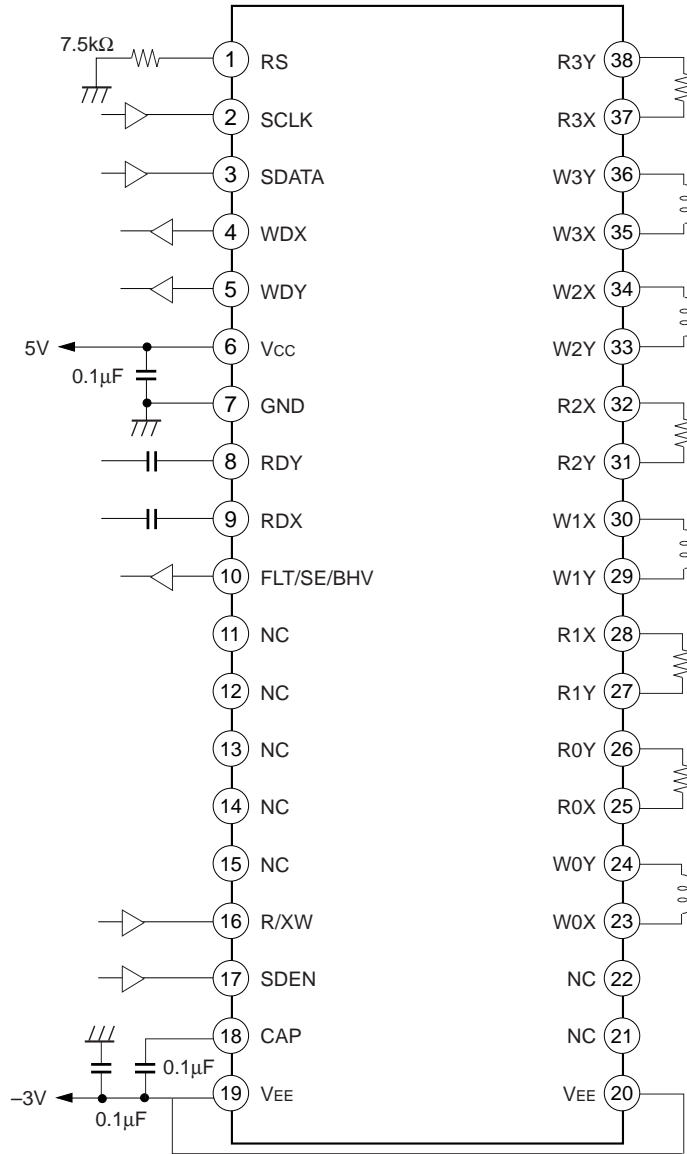 7.5kΩ 1 RS R3Y 38
2 SCLK R3X 37
3 SDATA W3Y 36
4 WDX W3X 35
5 WDY W2X 34
5V 6 VCC W2Y 33
0.1µF
7 GND R2X 32
8 RDY R2Y 31
9 RDX W1X 30
10 FLT/SE/BHV W1Y 29
11 NC R1X 28
12 NC R1Y 27
13 NC R0Y 26
14 NC R0X 25
15 NC W0Y 24
16 R/XW W0X 23
17 SDEN NC 22
18 CAP NC 21
0.1µF
–3V 19 VEE VEE 20
0.1µF